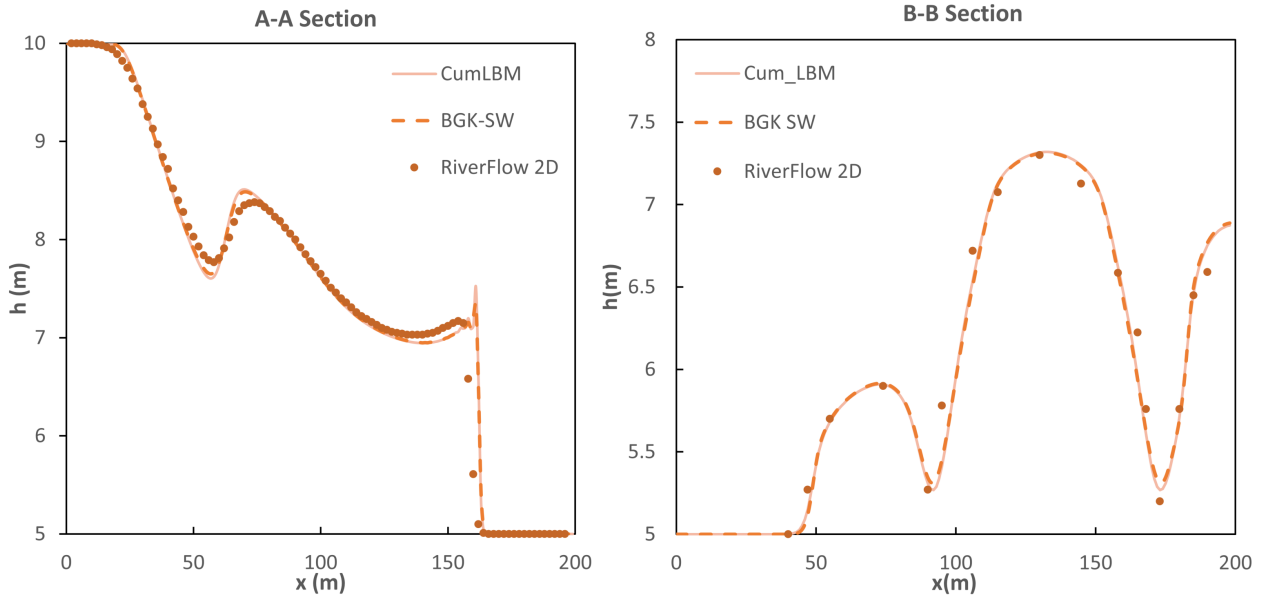 A-A Section
10
9
8
7
6
5
h (m)
0
50
100
150
200
x (m)
CumLBM
BGK-SW
RiverFlow 2D
B-B Section
8
7.5
7
6.5
6
5.5
5
h(m)
0
50
100
150
200
x(m)
Cum_LBM
BGK SW
RiverFlow 2D